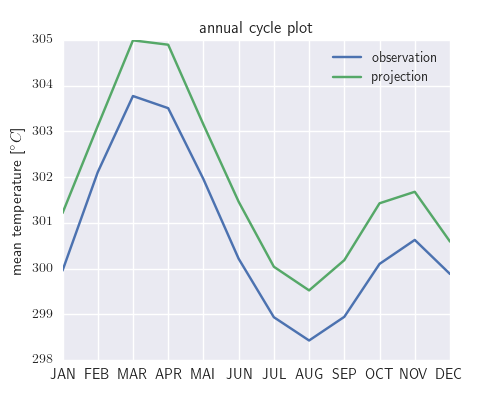 annual cycle plot
observation
projection
mean temperature [°C]
305
304
303
302
301
300
299
298
JAN FEB MAR APR MAI JUN JUL AUG SEP OCT NOV DEC